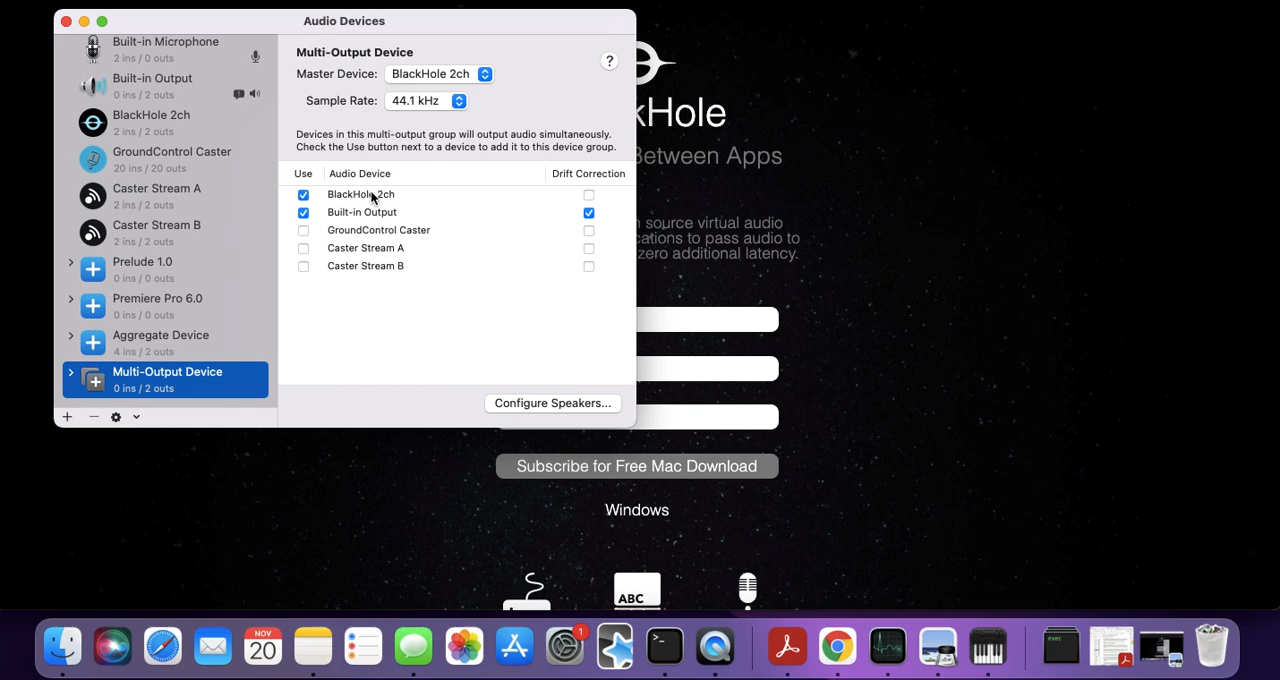 Audio Devices
Built-in Microphone
2 ins / 0 outs
Built-in Output
0 ins / 2 outs
BlackHole 2ch
2 ins / 2 outs
GroundControl Caster
20 ins / 20 outs
Caster Stream A
2 ins / 2 outs
Caster Stream B
2 ins / 2 outs
Prelude 1.0
0 ins / 0 outs
Premiere Pro 6.0
0 ins / 0 outs
Aggregate Device
4 ins / 2 outs
Multi-Output Device
0 ins / 2 outs
Multi-Output Device
?
Master Device: BlackHole 2ch
Sample Rate: 44.1 kHz
Devices in this multi-output group will output audio simultaneously.
Check the Use button next to a device to add it to this device group.
Use Audio Device Drift Correction
BlackHole 2ch
Built-in Output
GroundControl Caster
Caster Stream A
Caster Stream B
Configure Speakers...
kHole
Between Apps
source virtual audio
cations to pass audio to
zero additional latency.
Subscribe for Free Mac Download
Windows
ABC
NOV
20
1
exec